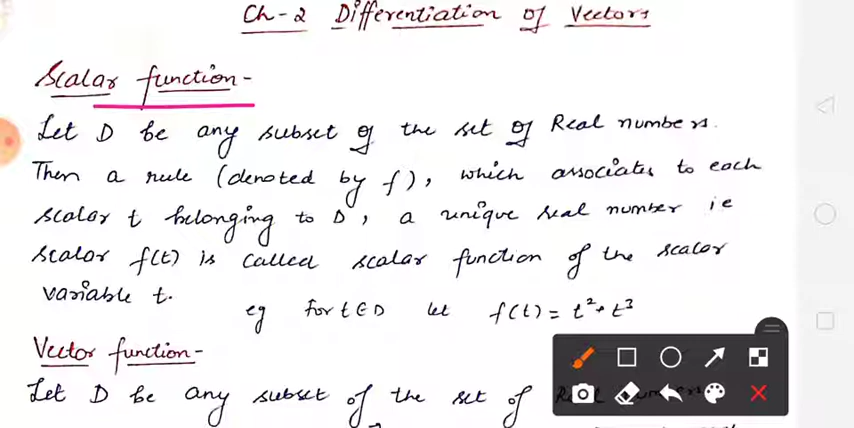 Ch-2 Differentiation of Vectors
Scalar function-
Let D be any subset of the set of Real numbers.
Then a rule (denoted by f), which associates to each
scalar t belonging to D, a unique real number ie
scalar f(t) is called scalar function of the scalar
variable t.
eg For t∈D let f(t) = t²+t³
Vector function-
Let D be any subset of the set of